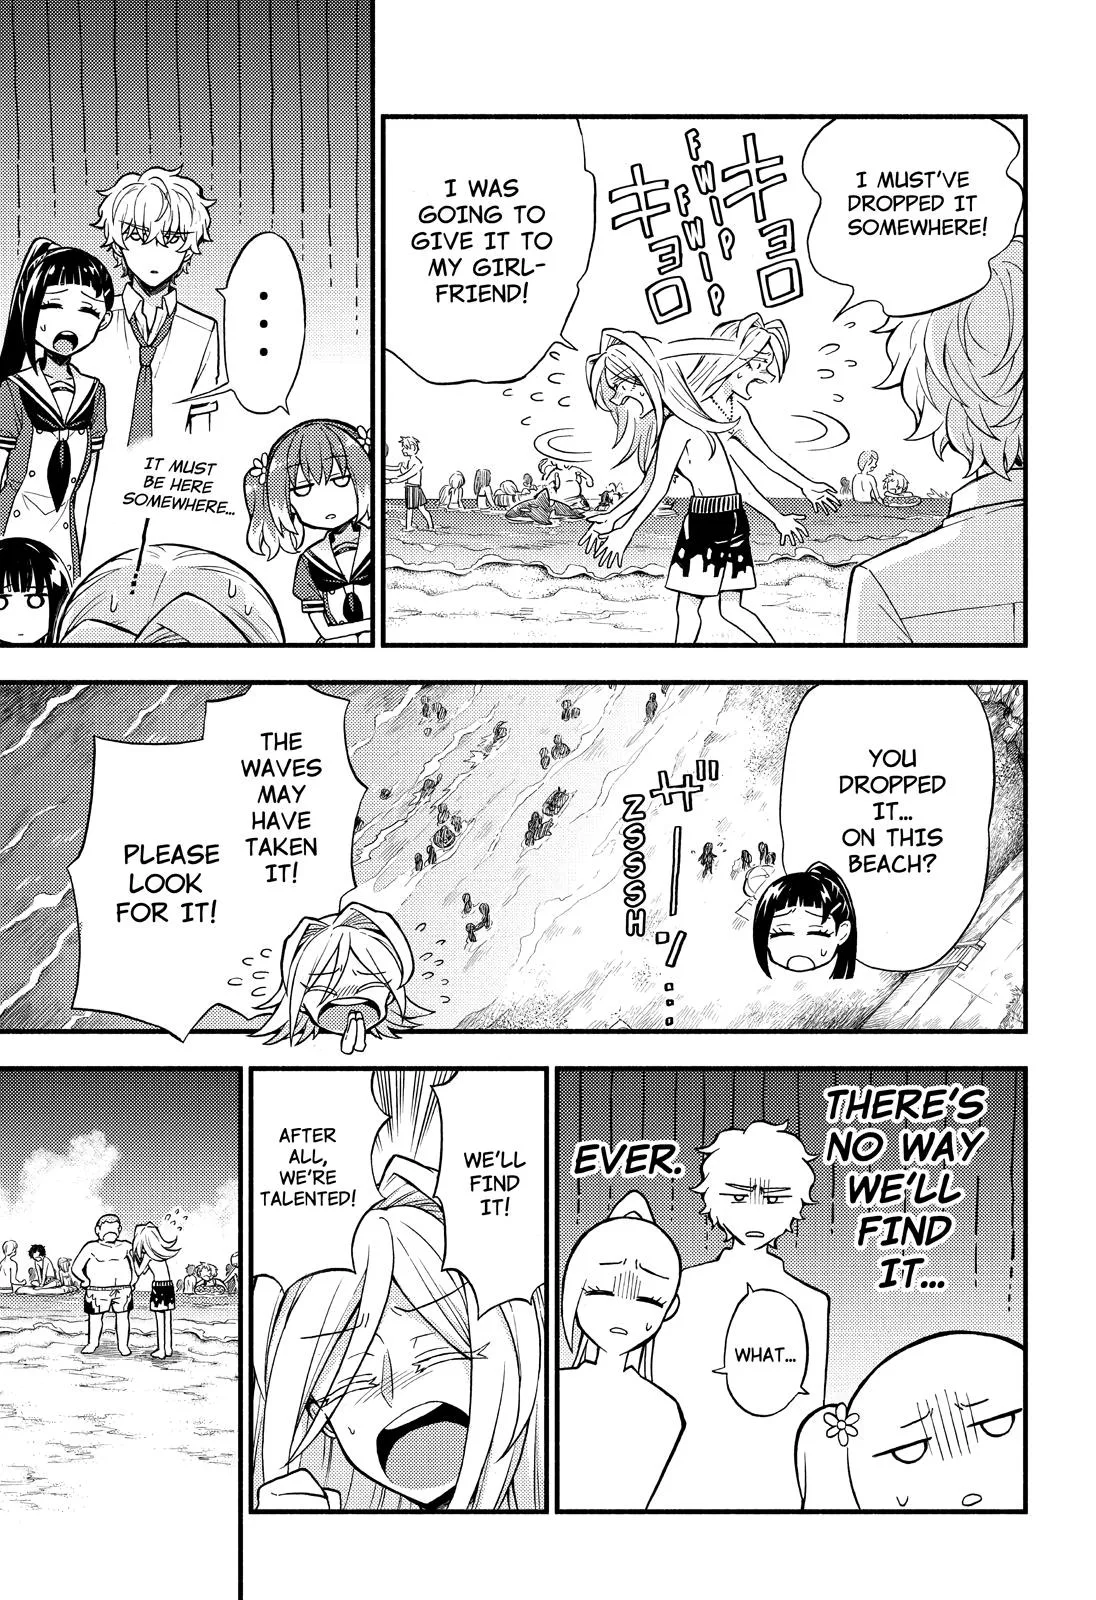 I MUST'VE
DROPPED IT
SOMEWHERE!
キョロ
FWIP
キョロ
FWIP
I WAS
GOING TO
GIVE IT TO
MY GIRL-
FRIEND!
...
IT MUST
BE HERE
SOMEWHERE...
YOU
DROPPED
IT...
ON THIS
BEACH?
ザーン...
ZSSSSH
THE
WAVES
MAY
HAVE
TAKEN
IT!
PLEASE
LOOK
FOR IT!
THERE'S
NO WAY
WE'LL
FIND
IT...
EVER.
WHAT...
WE'LL
FIND
IT!
AFTER
ALL,
WE'RE
TALENTED!